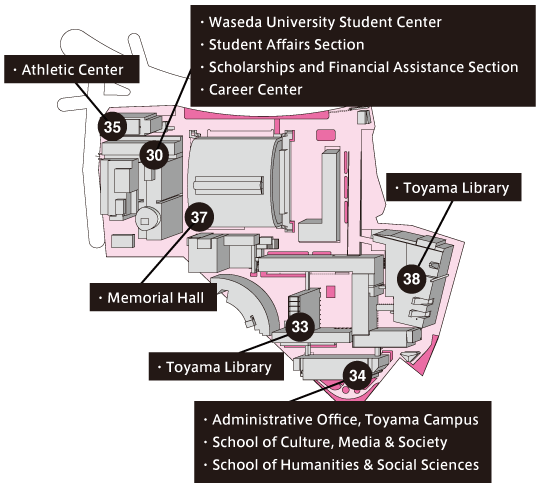 · Waseda University Student Center
· Student Affairs Section
· Scholarships and Financial Assistance Section
· Career Center
· Athletic Center
35
30
· Toyama Library
37
38
· Memorial Hall
33
· Toyama Library
34
· Administrative Office, Toyama Campus
· School of Culture, Media & Society
· School of Humanities & Social Sciences